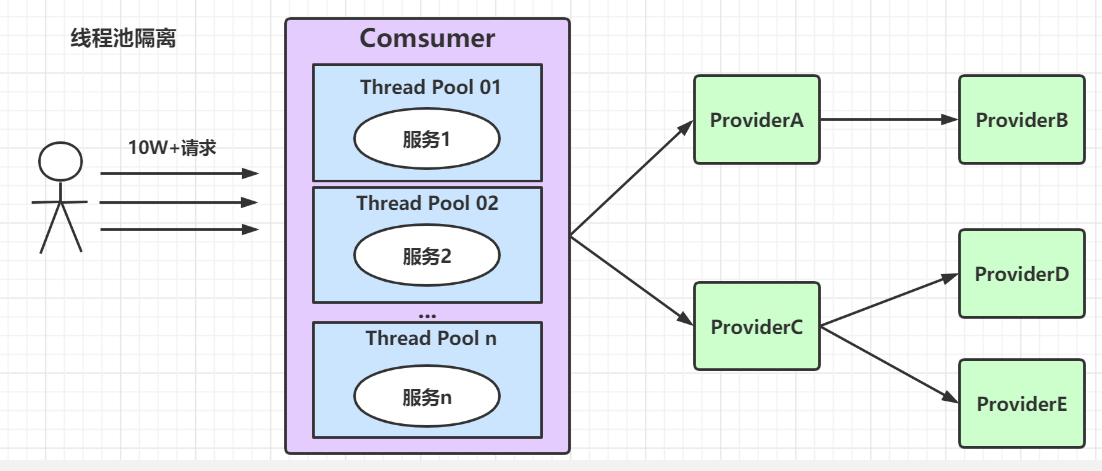 线程池隔离
10W+请求
Comsumer
Thread Pool 01
服务1
Thread Pool 02
服务2
...
Thread Pool n
服务n
ProviderA
ProviderB
ProviderC
ProviderD
ProviderE